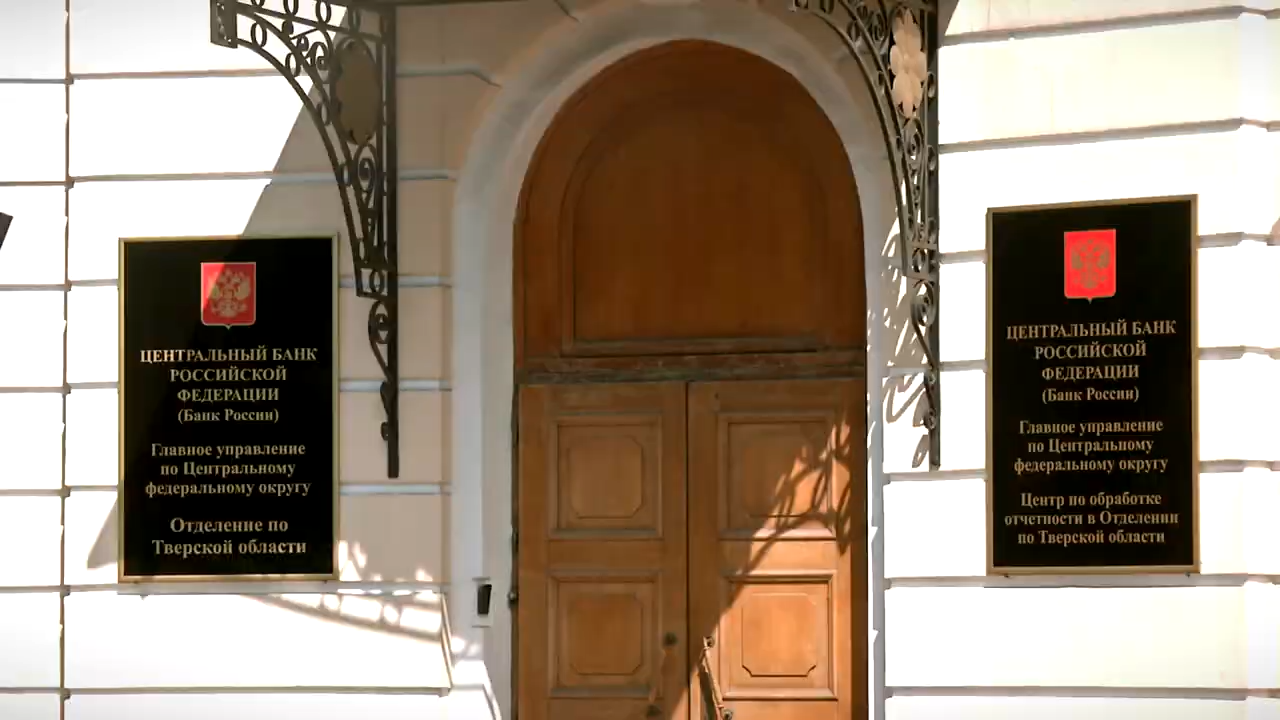 ЦЕНТРАЛЬНЫЙ БАНК
РОССИЙСКОЙ
ФЕДЕРАЦИИ
(Банк России)
Главное управление
по Центральному
федеральному округу
Отделение по
Тверской области
ЦЕНТРАЛЬНЫЙ БАНК
РОССИЙСКОЙ
ФЕДЕРАЦИИ
(Банк России)
Главное управление
по Центральному
федеральному округу
Центр по обработке
отчетности в Отделении
по Тверской области